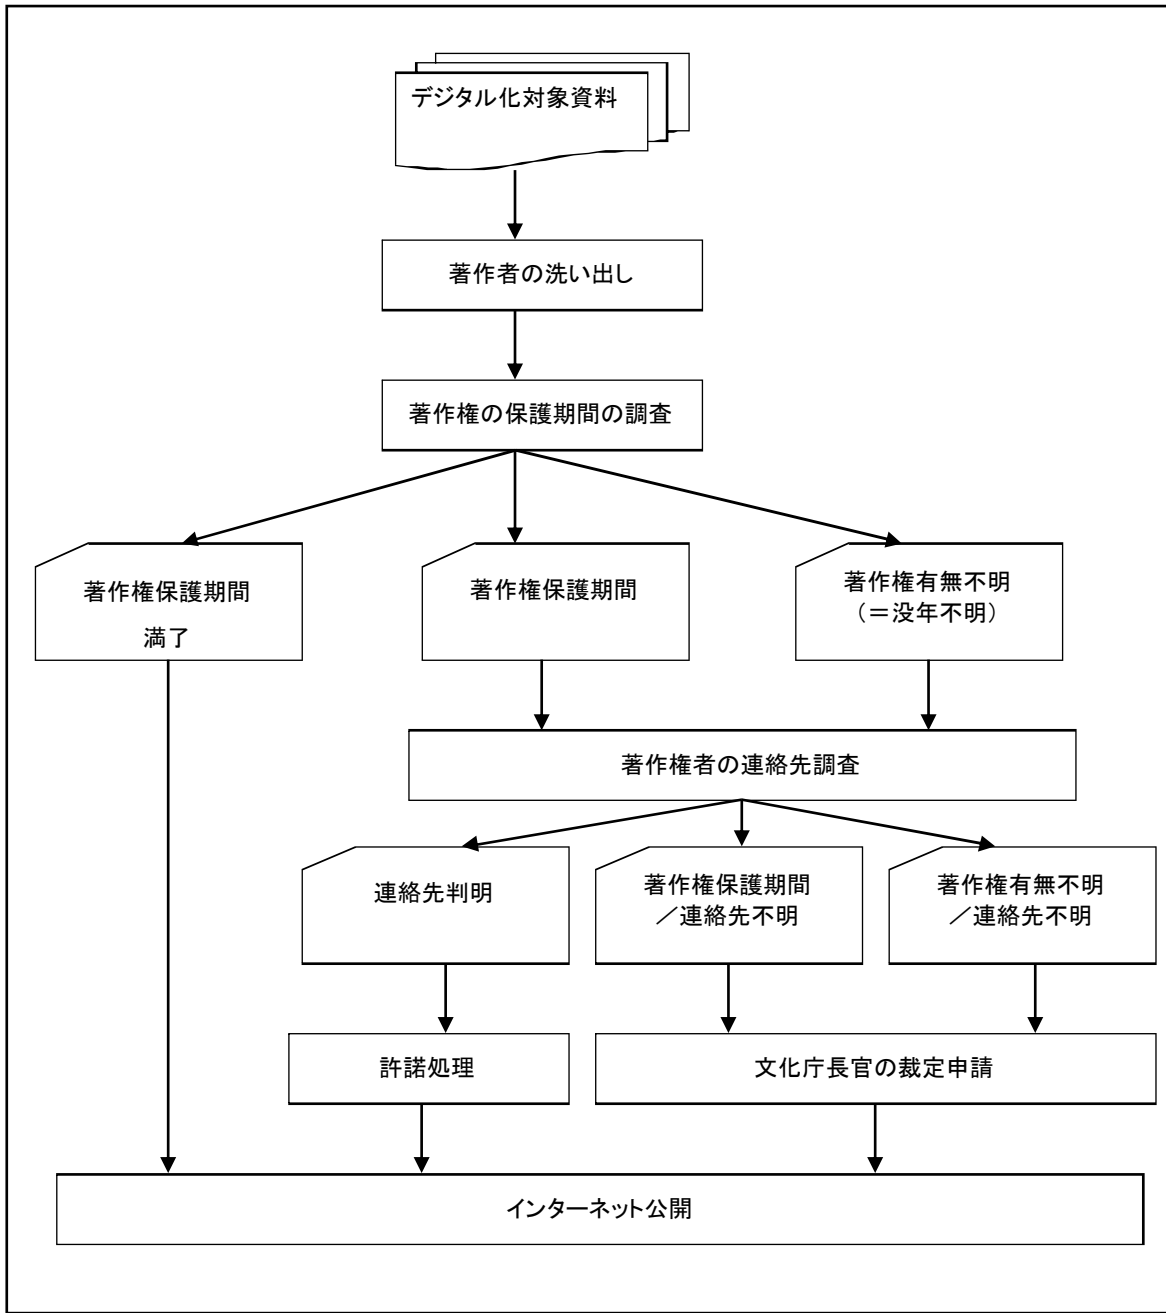 デジタル化対象資料
著作者の洗い出し
著作権の保護期間の調査
著作権保護期間
満了
著作権保護期間
著作権有無不明
（＝没年不明）
著作権者の連絡先調査
連絡先判明
著作権保護期間
／連絡先不明
著作権有無不明
／連絡先不明
許諾処理
文化庁長官の裁定申請
インターネット公開